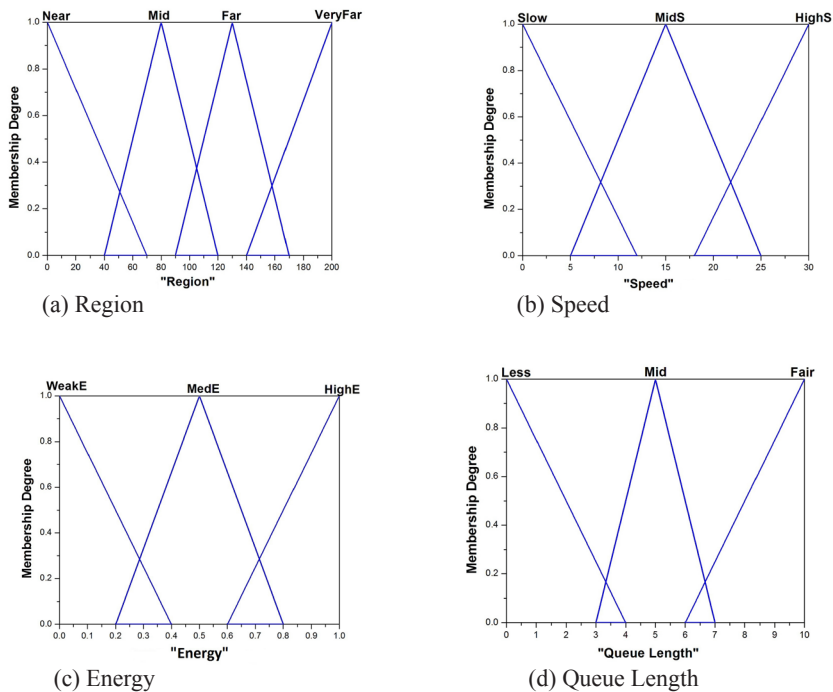 Near Mid Far VeryFar
1.0
0.8
0.6
0.4
0.2
0.0
Membership Degree
0 20 40 60 80 100 120 140 160 180 200
"Region"
(a) Region
Slow MidS HighS
1.0
0.8
0.6
0.4
0.2
0.0
Membership Degree
0 5 10 15 20 25 30
"Speed"
(b) Speed
WeakE MedE HighE
1.0
0.8
0.6
0.4
0.2
0.0
Membership Degree
0.0 0.1 0.2 0.3 0.4 0.5 0.6 0.7 0.8 0.9 1.0
"Energy"
(c) Energy
Less Mid Fair
1.0
0.8
0.6
0.4
0.2
0.0
Membership Degree
0 1 2 3 4 5 6 7 8 9 10
"Queue Length"
(d) Queue Length